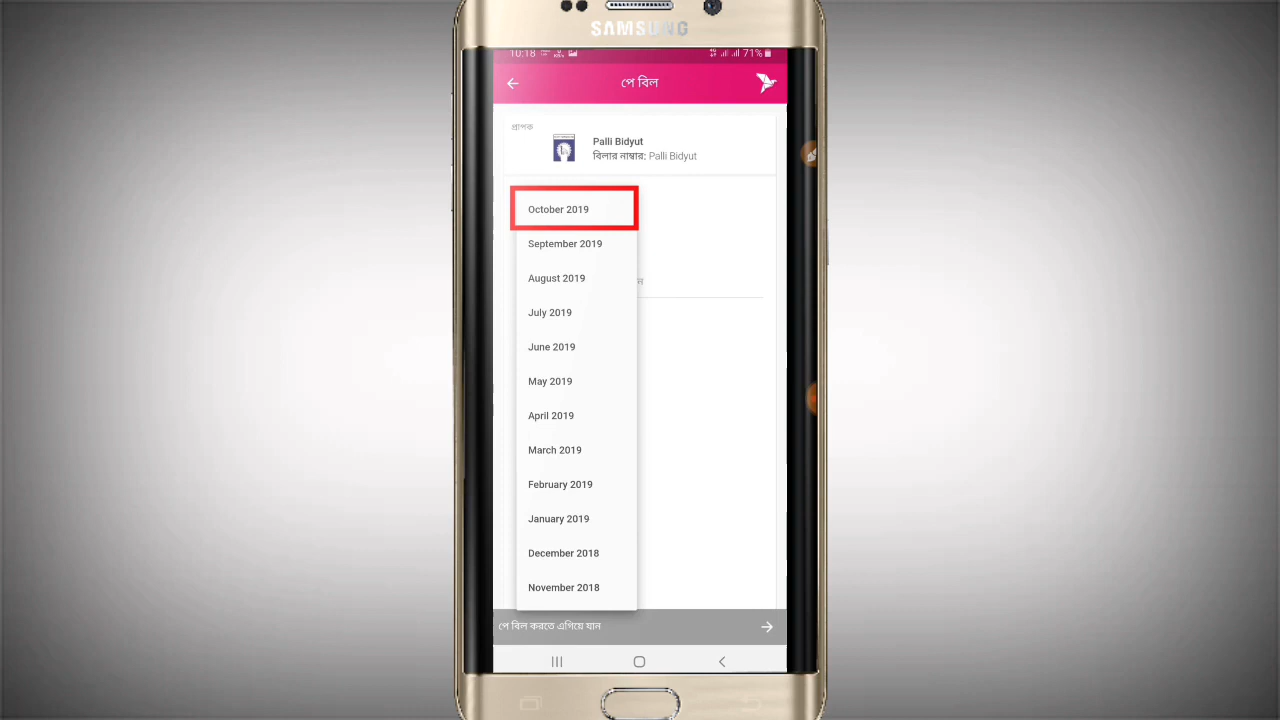 SAMSUNG
10:18
71%
পে বিল
প্রাপক
Palli Bidyut
বিলার নাম্বার: Palli Bidyut
October 2019
September 2019
August 2019
ন
July 2019
June 2019
May 2019
April 2019
March 2019
February 2019
January 2019
December 2018
November 2018
পে বিল করতে এগিয়ে যান